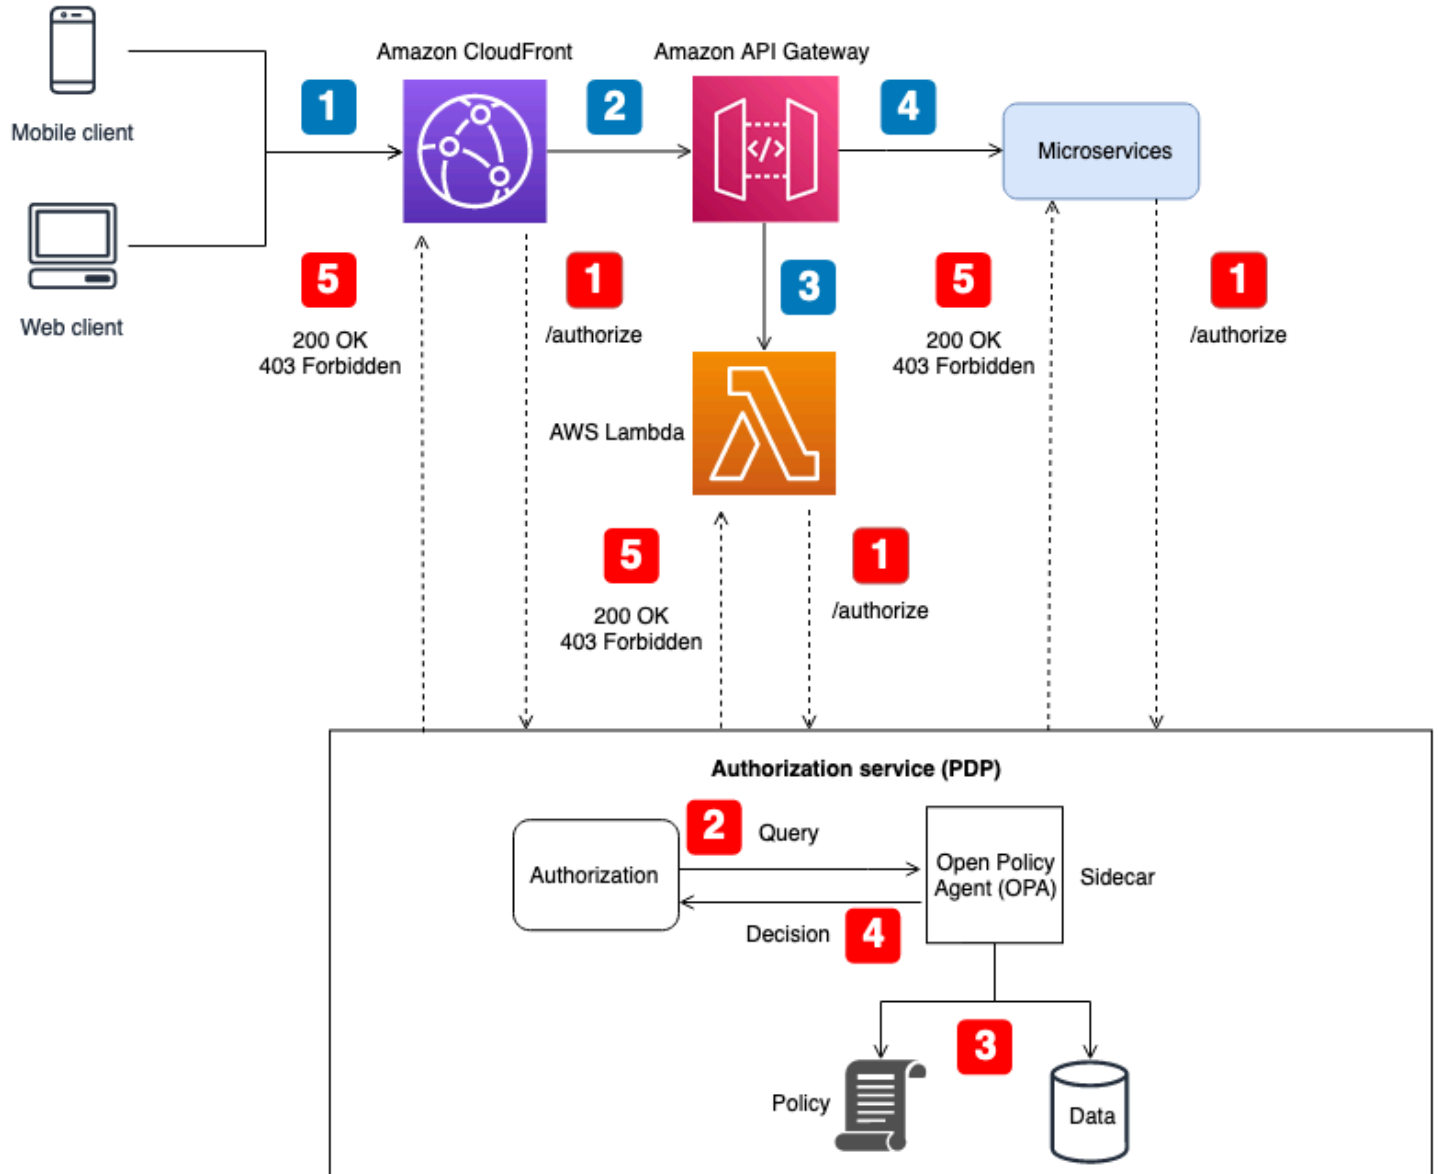 Amazon CloudFront
Amazon API Gateway
1
2
4
Mobile client
Microservices
5
1
3
5
1
Web client
200 OK
403 Forbidden
/authorize
200 OK
403 Forbidden
/authorize
</>
AWS Lambda
5
1
200 OK
403 Forbidden
/authorize
Authorization service (PDP)
2
Query
Authorization
Open Policy
Agent (OPA)
Sidecar
Decision
4
3
Policy
Data